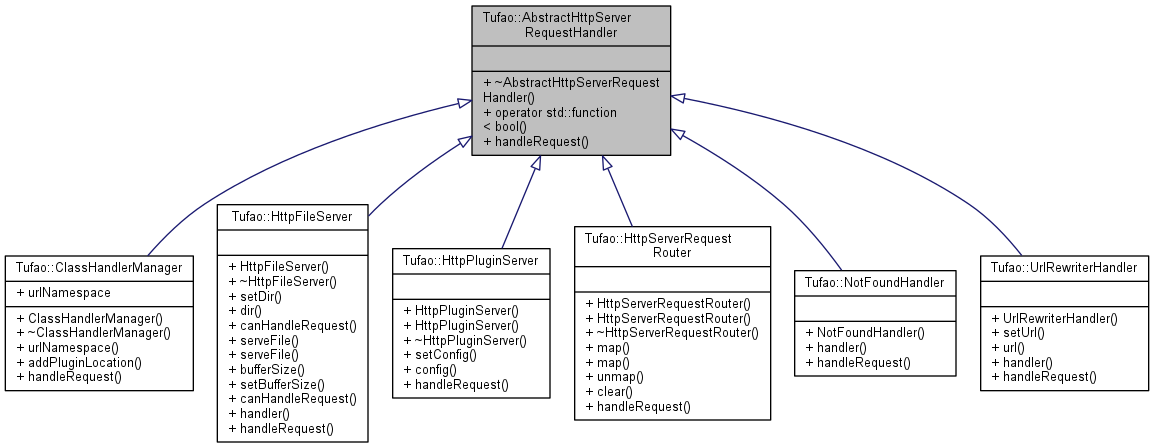 Tufao::AbstractHttpServer
RequestHandler
+ ~AbstractHttpServerRequest
Handler()
+ operator std::function
< bool()
+ handleRequest()
Tufao::ClassHandlerManager
+ urlNamespace
+ ClassHandlerManager()
+ ~ClassHandlerManager()
+ urlNamespace()
+ addPluginLocation()
+ handleRequest()
Tufao::HttpFileServer
+ HttpFileServer()
+ ~HttpFileServer()
+ setDir()
+ dir()
+ canHandleRequest()
+ serveFile()
+ serveFile()
+ bufferSize()
+ setBufferSize()
+ canHandleRequest()
+ handler()
+ handleRequest()
Tufao::HttpPluginServer
+ HttpPluginServer()
+ HttpPluginServer()
+ ~HttpPluginServer()
+ setConfig()
+ config()
+ handleRequest()
Tufao::HttpServerRequest
Router
+ HttpServerRequestRouter()
+ HttpServerRequestRouter()
+ ~HttpServerRequestRouter()
+ map()
+ map()
+ unmap()
+ clear()
+ handleRequest()
Tufao::NotFoundHandler
+ NotFoundHandler()
+ handler()
+ handleRequest()
Tufao::UrlRewriterHandler
+ UrlRewriterHandler()
+ setUrl()
+ url()
+ handler()
+ handleRequest()